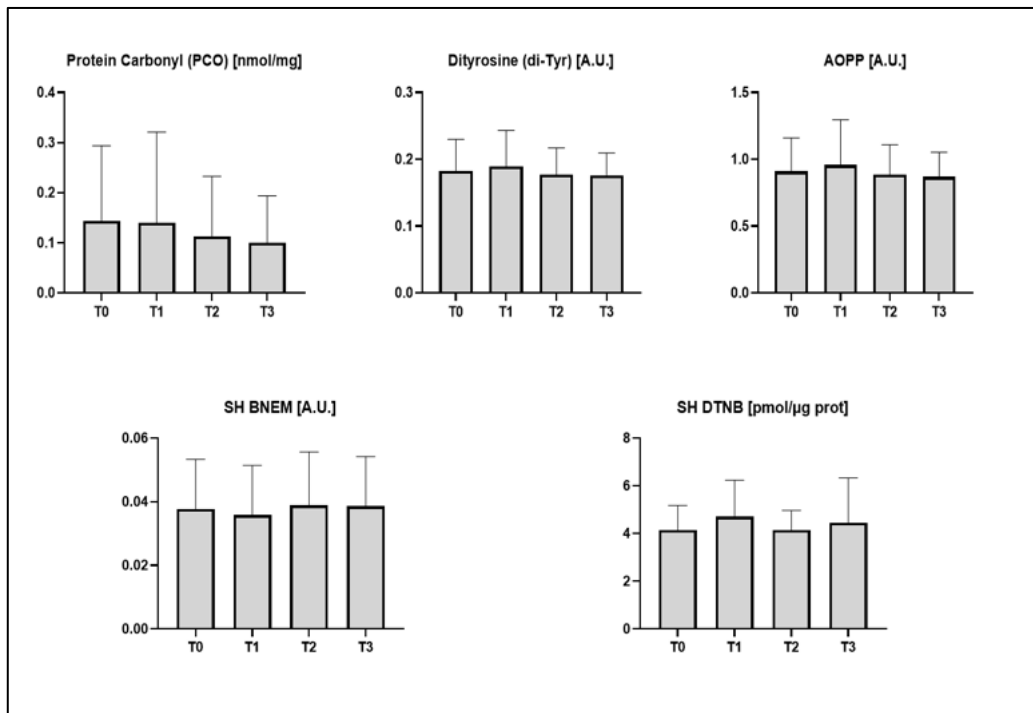 Protein Carbonyl (PCO) [nmol/mg]
0.4
0.3
0.2
0.1
0.0
T0 T1 T2 T3
Dityrosine (di-Tyr) [A.U.]
0.3
0.2
0.1
0.0
T0 T1 T2 T3
AOPP [A.U.]
1.5
1.0
0.5
0.0
T0 T1 T2 T3
SH BNEM [A.U.]
0.06
0.04
0.02
0.00
T0 T1 T2 T3
SH DTNB [pmol/µg prot]
8
6
4
2
0
T0 T1 T2 T3